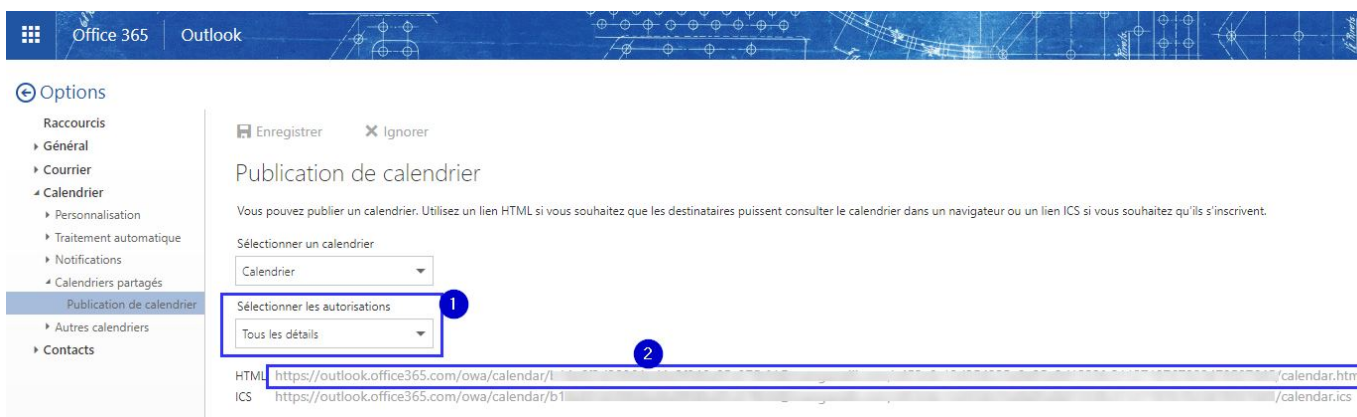 Office 365 Outlook
Options
Raccourcis
Général
Courrier
Calendrier
Personnalisation
Traitement automatique
Notifications
Calendriers partagés
Publication de calendrier
Autres calendriers
Contacts
Enregistrer Ignorer
Publication de calendrier
Vous pouvez publier un calendrier. Utilisez un lien HTML si vous souhaitez que les destinataires puissent consulter le calendrier dans un navigateur ou un lien ICS si vous souhaitez qu'ils s'inscrivent.
Sélectionner un calendrier
Calendrier
Sélectionner les autorisations
1
Tous les détails
2
HTML https://outlook.office365.com/owa/calendar/ /calendar.htm
ICS https://outlook.office365.com/owa/calendar/b1 /calendar.ics